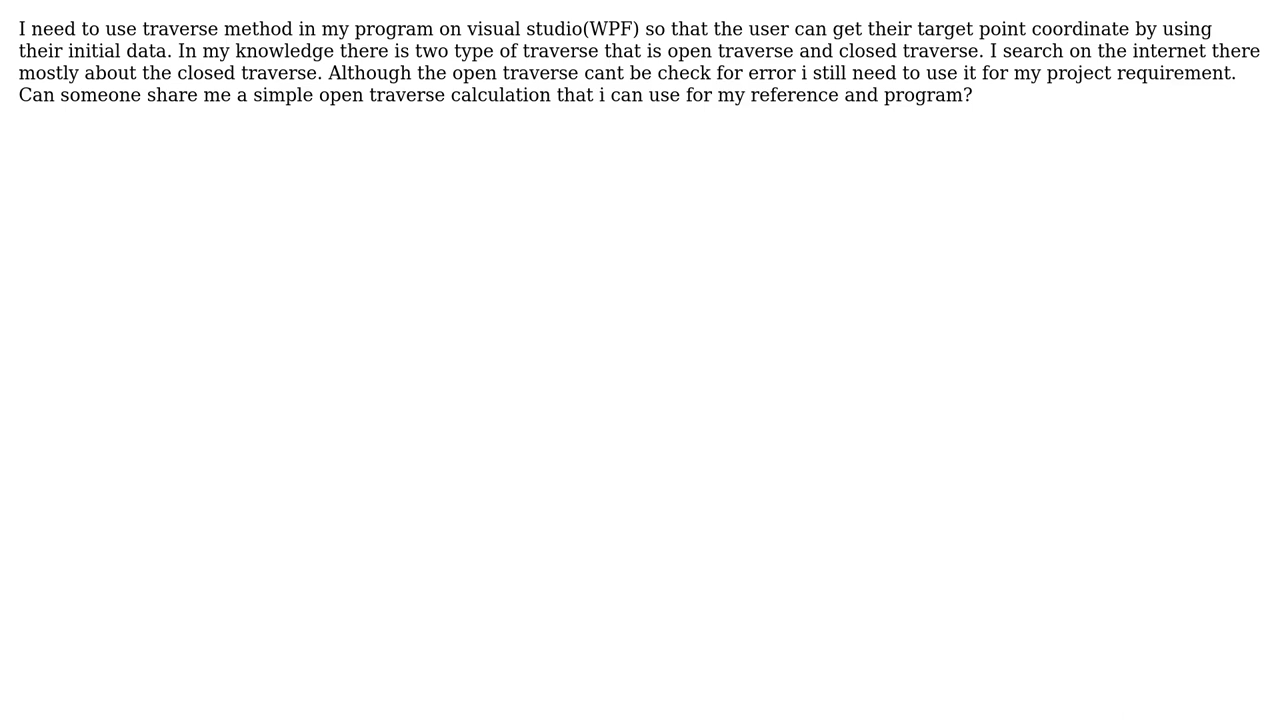 I need to use traverse method in my program on visual studio(WPF) so that the user can get their target point coordinate by using
their initial data. In my knowledge there is two type of traverse that is open traverse and closed traverse. I search on the internet there
mostly about the closed traverse. Although the open traverse cant be check for error i still need to use it for my project requirement.
Can someone share me a simple open traverse calculation that i can use for my reference and program?